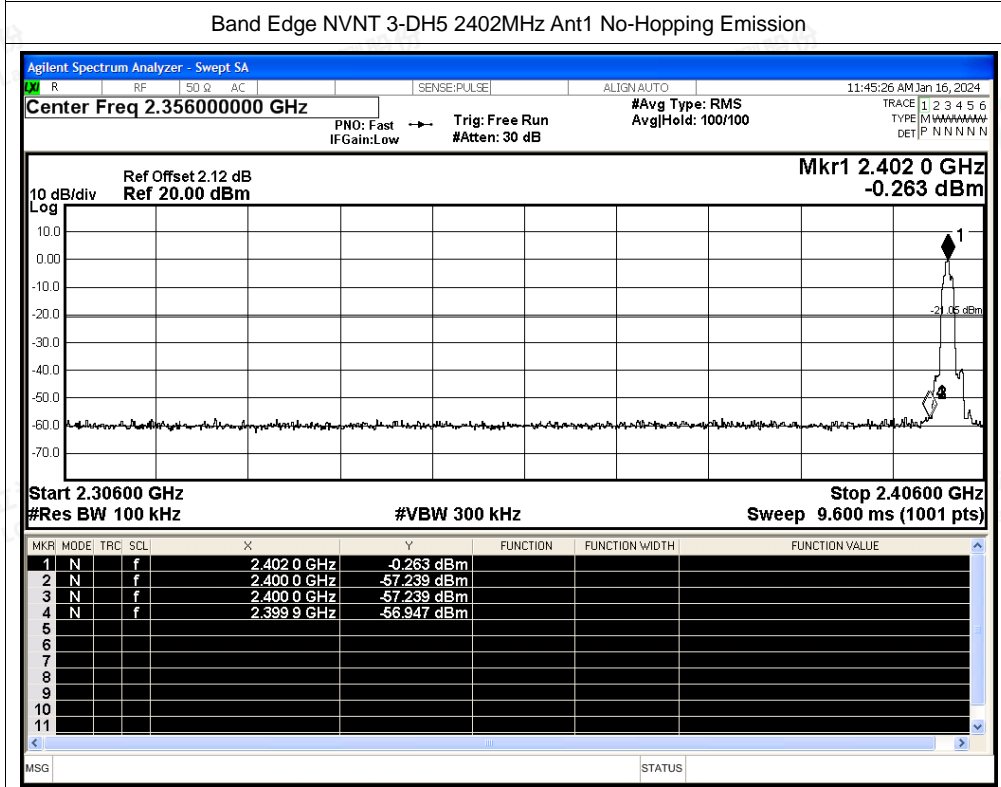 Band Edge NVNT 3-DH5 2402MHz Ant1 No-Hopping Emission
Agilent Spectrum Analyzer - Swept SA
LXI R RF 50 Ω AC SENSE:PULSE ALIGN AUTO 11:45:26 AM Jan 16, 2024
Center Freq 2.356000000 GHz #Avg Type: RMS TRACE 1 2 3 4 5 6
PNO: Fast Trig: Free Run Avg|Hold: 100/100 TYPE M WWWWW
IFGain:Low #Atten: 30 dB DET P N N N N N
Mkr1 2.402 0 GHz
Ref Offset 2.12 dB
10 dB/div Ref 20.00 dBm -0.263 dBm
Log
10.0
1
0.00
-10.0
-20.0
-21.05 dBm
-30.0
-40.0
-50.0
-60.0
-70.0
Start 2.30600 GHz Stop 2.40600 GHz
#Res BW 100 kHz #VBW 300 kHz Sweep 9.600 ms (1001 pts)
MKR MODE TRC SCL X Y FUNCTION FUNCTION WIDTH FUNCTION VALUE
1 N f 2.402 0 GHz -0.263 dBm
2 N f 2.400 0 GHz -57.239 dBm
3 N f 2.400 0 GHz -57.239 dBm
4 N f 2.399 9 GHz -56.947 dBm
5
6
7
8
9
10
11
MSG STATUS